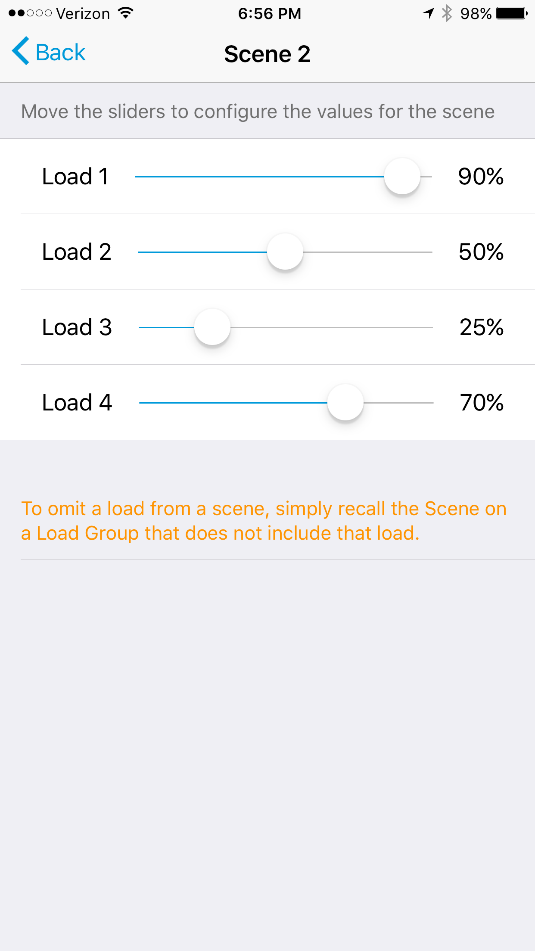 Verizon 6:56 PM 98%
Back Scene 2
Move the sliders to configure the values for the scene
Load 1 90%
Load 2 50%
Load 3 25%
Load 4 70%
To omit a load from a scene, simply recall the Scene on
a Load Group that does not include that load.